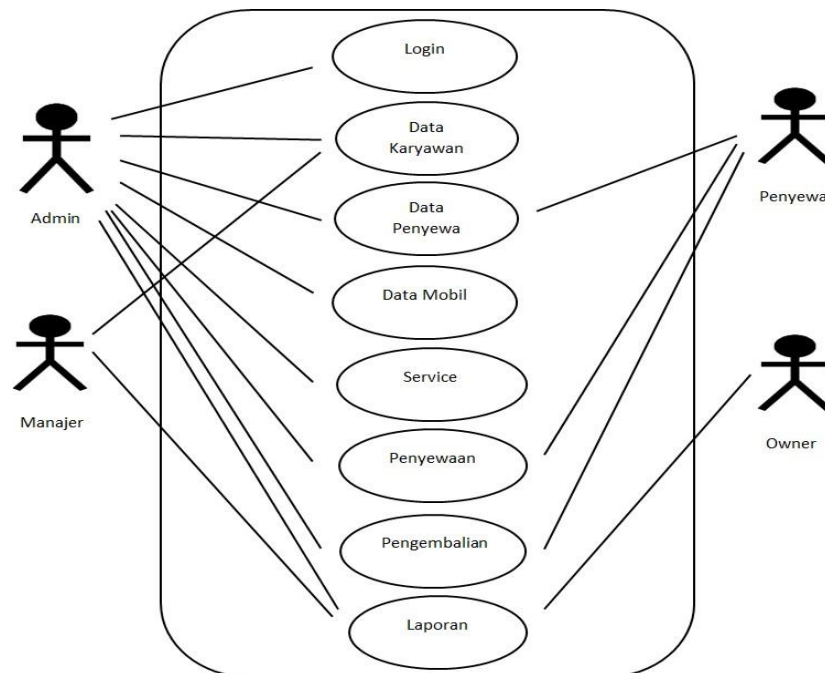 Login
Data
Karyawan
Data
Penyewa
Data Mobil
Service
Penyewaan
Pengembalian
Laporan
Admin
Manajer
Penyewa
Owner